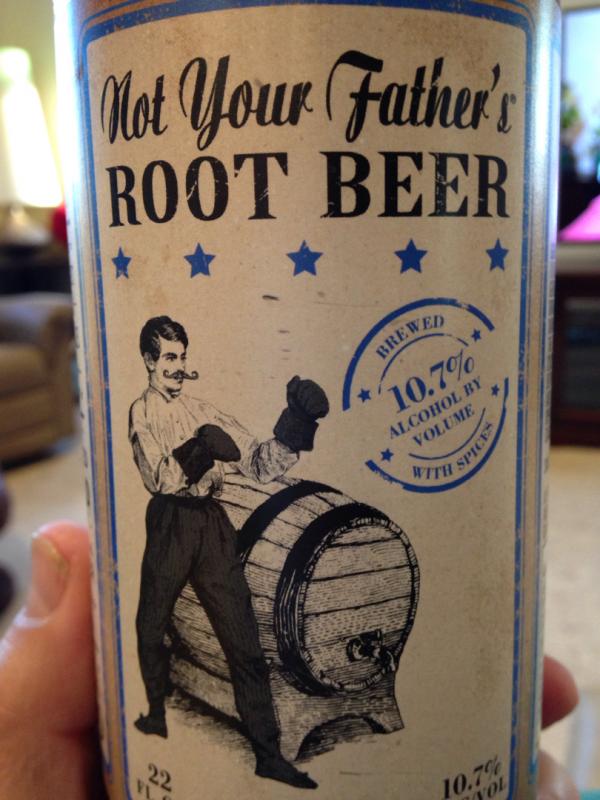 Not Your Father's
ROOT BEER
BREWED
10.7%
ALCOHOL BY
VOLUME
WITH SPICES
22
10.7%